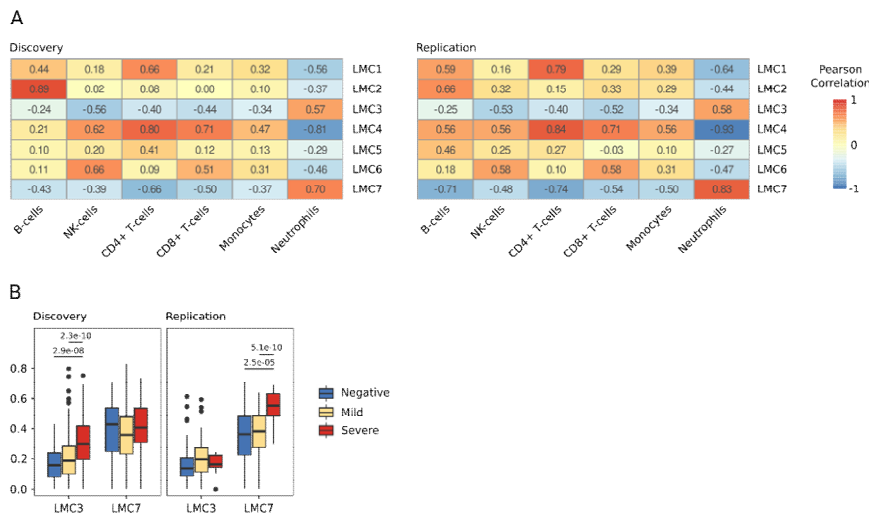 A
Discovery
0.44 0.18 0.66 0.21 0.32 -0.56 LMC1
0.89 0.02 0.08 0.00 0.10 -0.37 LMC2
-0.24 -0.56 -0.40 -0.44 -0.34 0.57 LMC3
0.21 0.62 0.80 0.71 0.47 -0.81 LMC4
0.10 0.20 0.41 0.12 0.13 -0.29 LMC5
0.11 0.66 0.09 0.51 0.31 -0.46 LMC6
-0.43 -0.39 -0.66 -0.50 -0.37 0.70 LMC7
B-cells NK-cells CD4+ T-cells CD8+ T-cells Monocytes Neutrophils
Replication
0.59 0.16 0.79 0.29 0.39 -0.64 LMC1
0.66 0.32 0.15 0.33 0.29 -0.44 LMC2
-0.25 -0.53 -0.40 -0.52 -0.34 0.58 LMC3
0.56 0.56 0.84 0.71 0.56 -0.93 LMC4
0.46 0.25 0.27 -0.03 0.10 -0.27 LMC5
0.18 0.58 0.10 0.58 0.31 -0.47 LMC6
-0.71 -0.48 -0.74 -0.54 -0.50 0.83 LMC7
B-cells NK-cells CD4+ T-cells CD8+ T-cells Monocytes Neutrophils
Pearson
Correlation
1
0
-1
B
Discovery
2.3e-10
2.9e-08
0.8
0.6
0.4
0.2
0.0
LMC3 LMC7
Replication
5.1e-10
2.5e-05
LMC3 LMC7
Negative
Mild
Severe